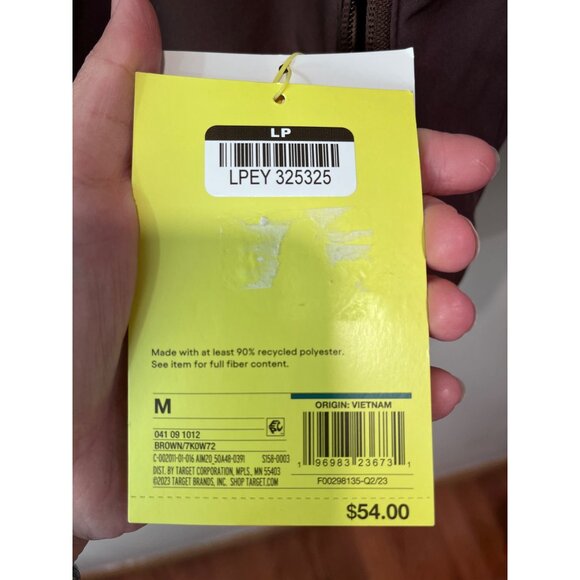 LP
LPEY 325325
Made with at least 90% recycled polyester.
See item for full fiber content.
M
041 09 1012
BROWN/7K0W72
C-002011-01-016 AIM20_50A48-0391 S158-0003
DIST. BY TARGET CORPORATION, MPLS., MN 55403
©2023 TARGET BRANDS, INC. SHOP TARGET.COM
ORIGIN: VIETNAM
1 96983 23673 1
F00298135-Q2/23
$54.00